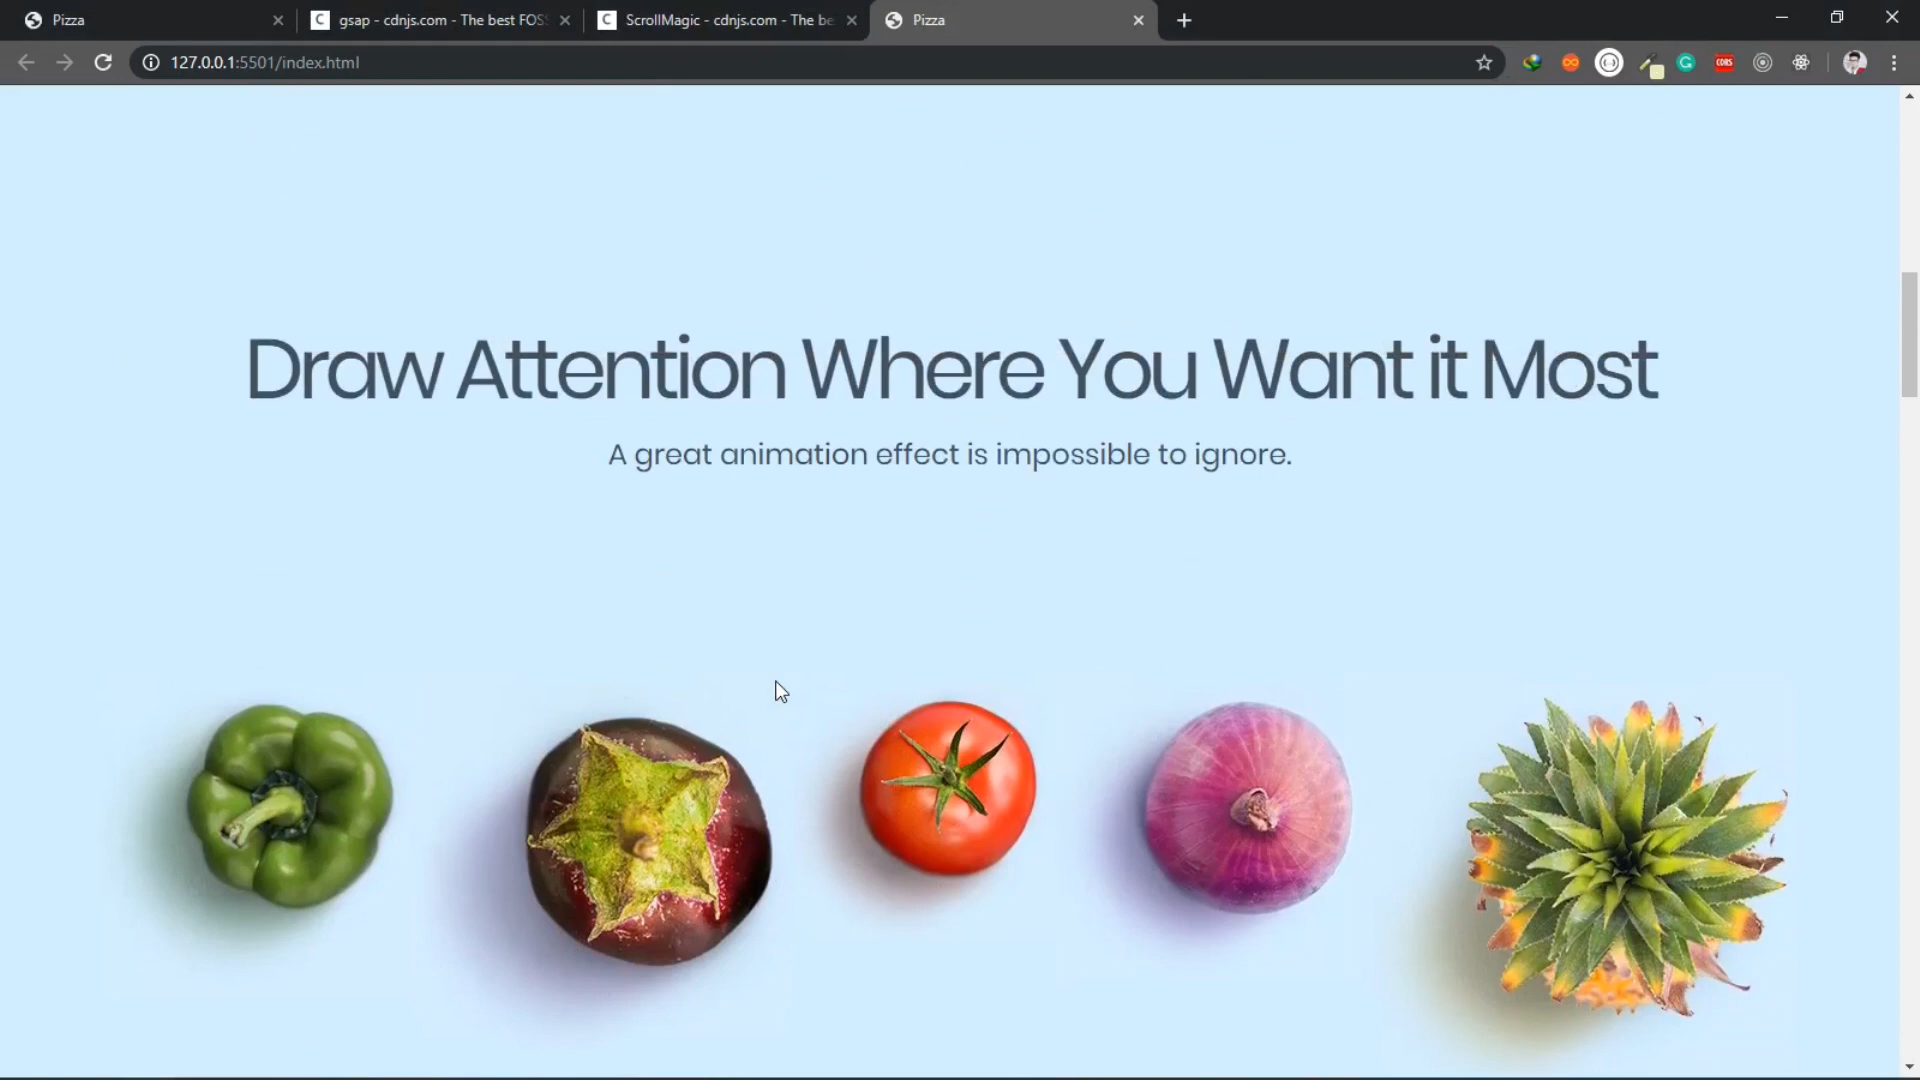 Pizza
gsap - cdnjs.com - The best FOS
ScrollMagic - cdnjs.com - The be
Pizza
127.0.0.1:5501/index.html
CORS
Draw Attention Where You Want it Most
A great animation effect is impossible to ignore.